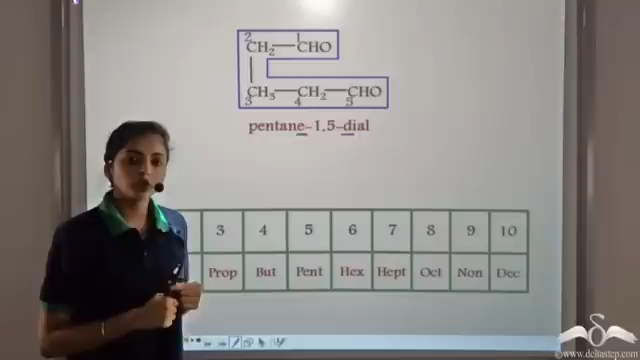 2 1
CH2—CHO
CH3—CH2—CHO
3 4 5
pentane-1,5-dial
3 4 5 6 7 8 9 10
Prop But Pent Hex Hept Oct Non Dec
©www.deltastep.com